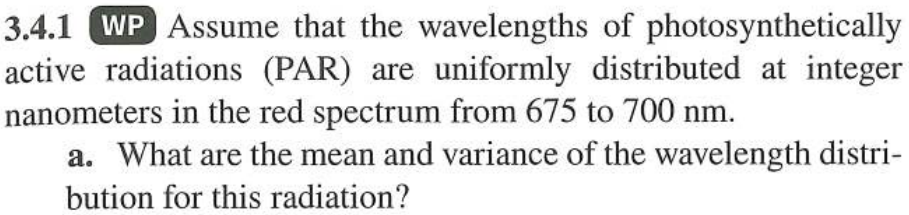 3.4.1 WP Assume that the wavelengths of photosynthetically
active radiations (PAR) are uniformly distributed at integer
nanometers in the red spectrum from 675 to 700 nm.
a. What are the mean and variance of the wavelength distri-
bution for this radiation?